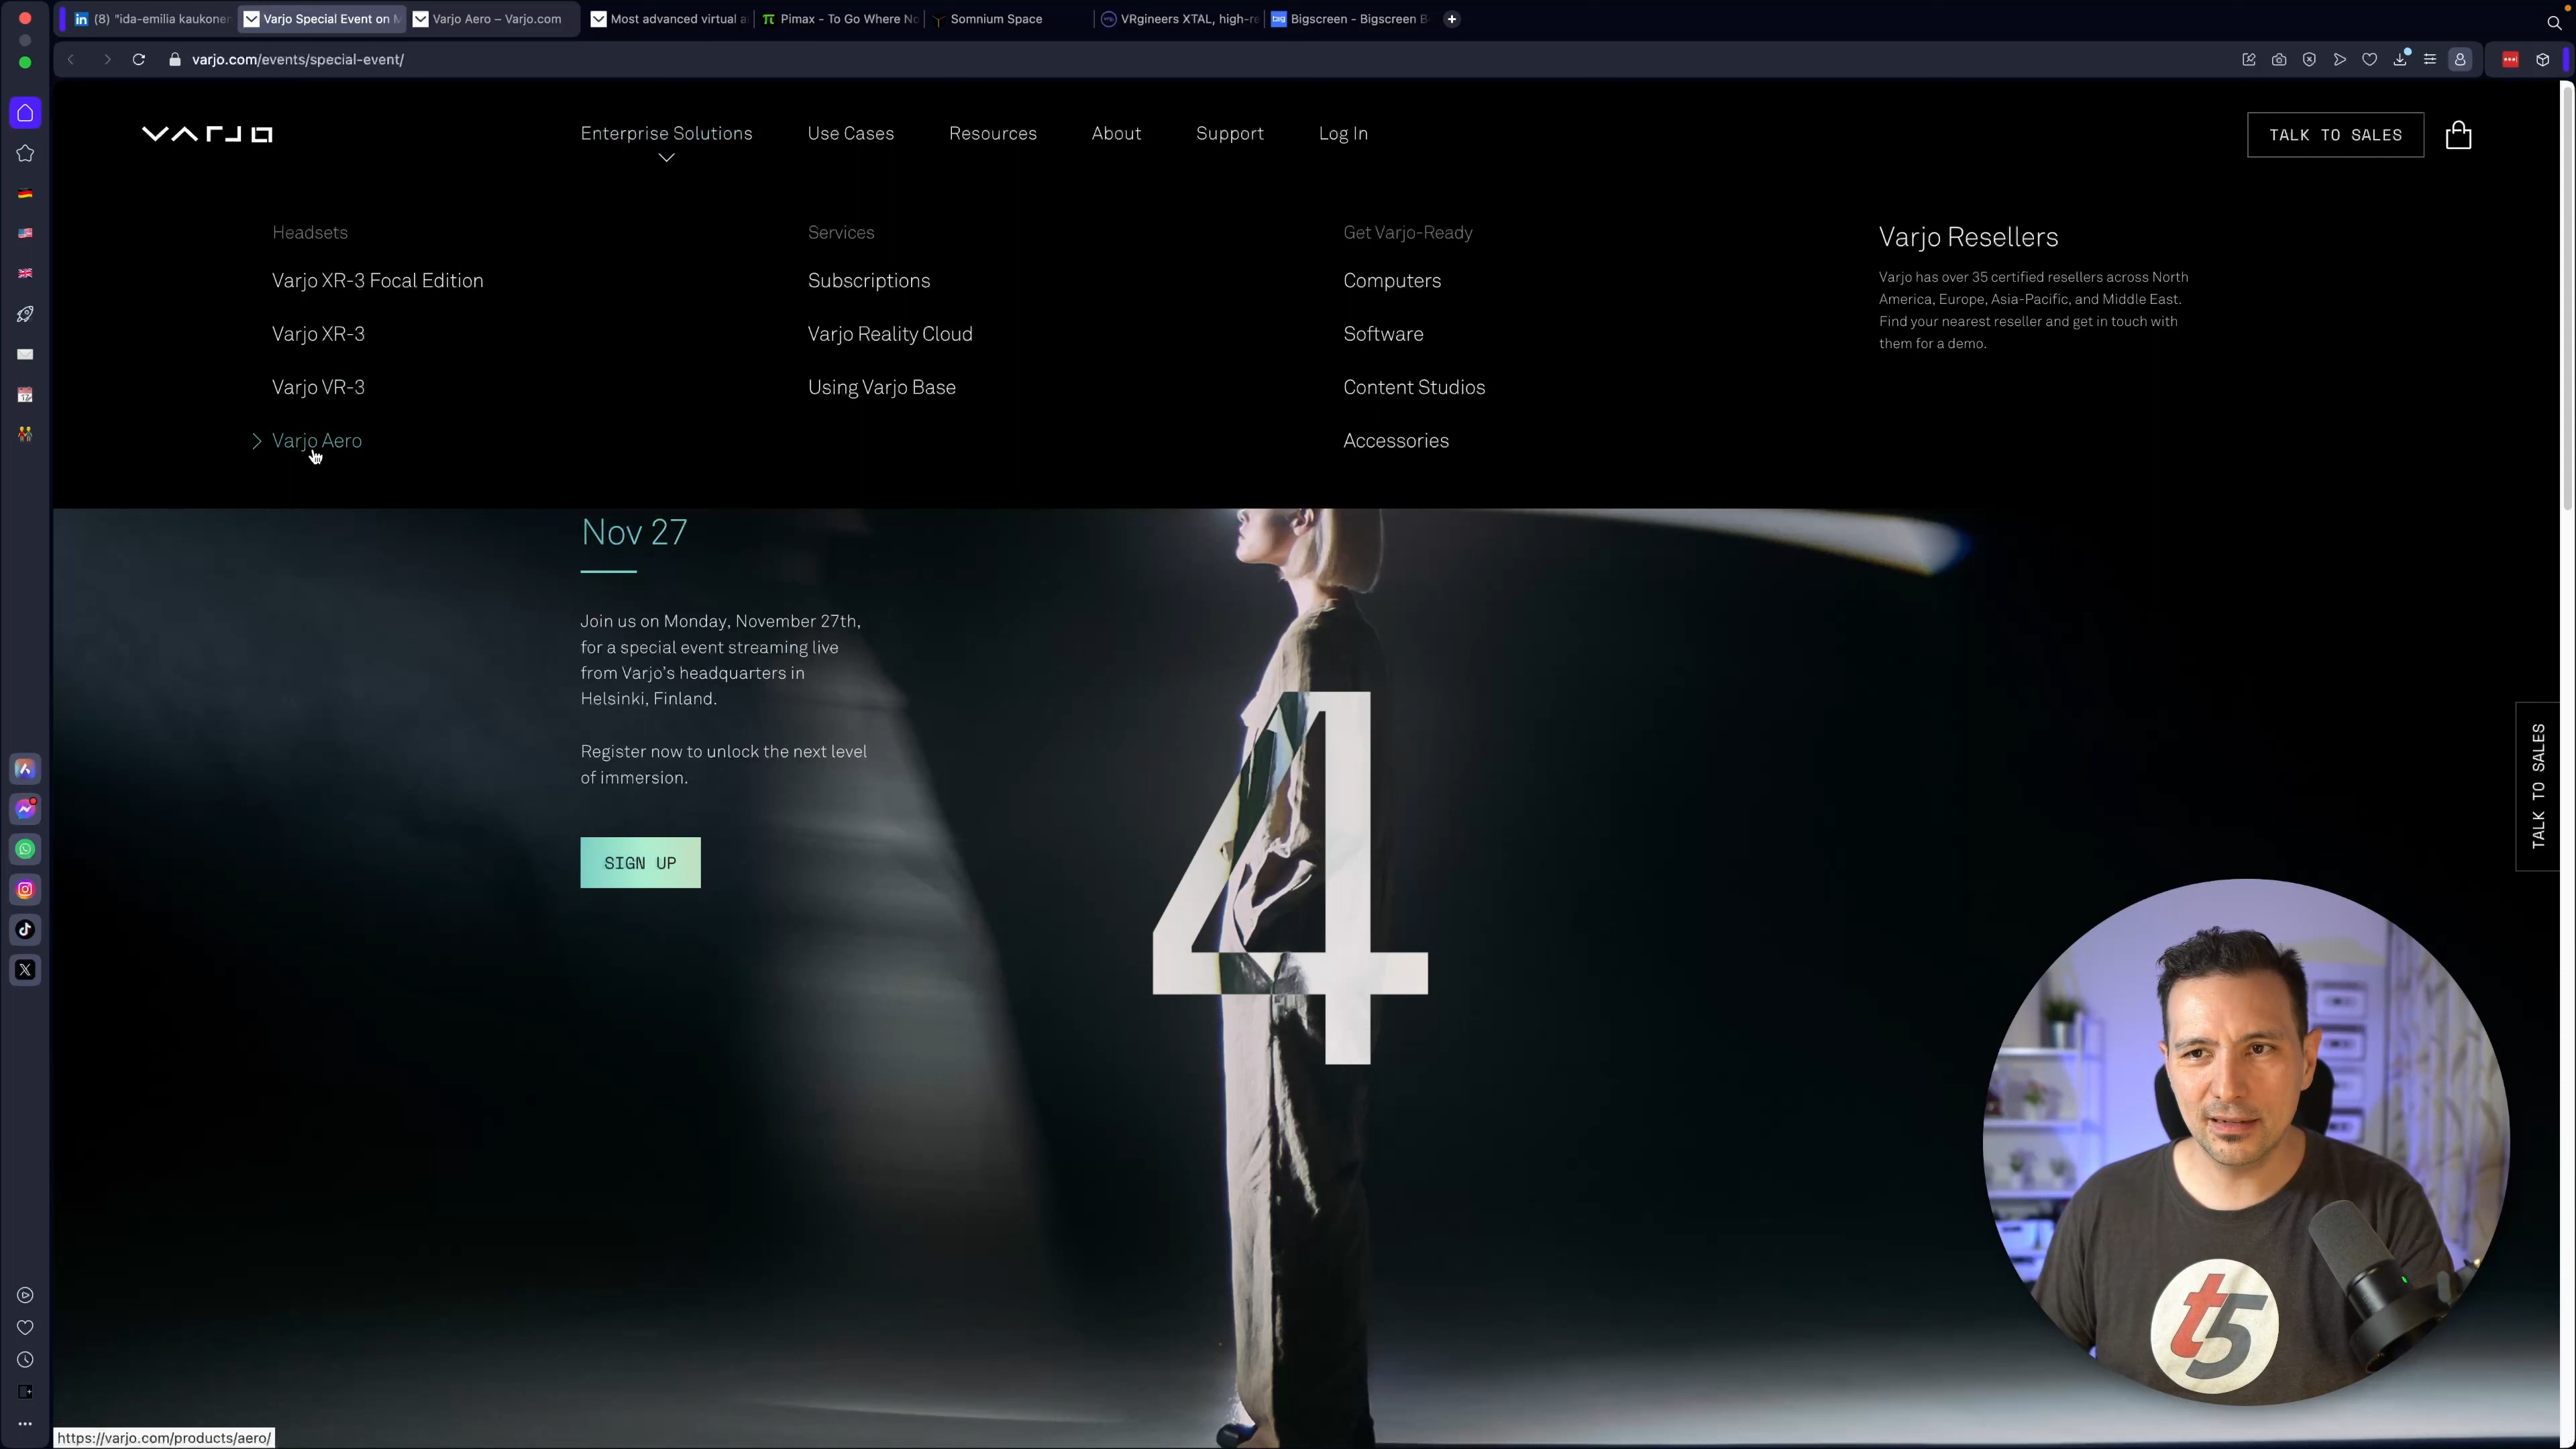 (8) "ida-emilia kaukonen
Varjo Special Event on M
Varjo Aero – Varjo.com
Most advanced virtual a
Pimax - To Go Where No
Somnium Space
VRgineers XTAL, high-re
Bigscreen - Bigscreen B
varjo.com/events/special-event/
VARJO
Enterprise Solutions
Use Cases
Resources
About
Support
Log In
TALK TO SALES
Headsets
Varjo XR-3 Focal Edition
Varjo XR-3
Varjo VR-3
Varjo Aero
Services
Subscriptions
Varjo Reality Cloud
Using Varjo Base
Get Varjo-Ready
Computers
Software
Content Studios
Accessories
Varjo Resellers
Varjo has over 35 certified resellers across North
America, Europe, Asia-Pacific, and Middle East.
Find your nearest reseller and get in touch with
them for a demo.
Nov 27
Join us on Monday, November 27th,
for a special event streaming live
from Varjo's headquarters in
Helsinki, Finland.
Register now to unlock the next level
of immersion.
SIGN UP
4
TALK TO SALES
t5
https://varjo.com/products/aero/